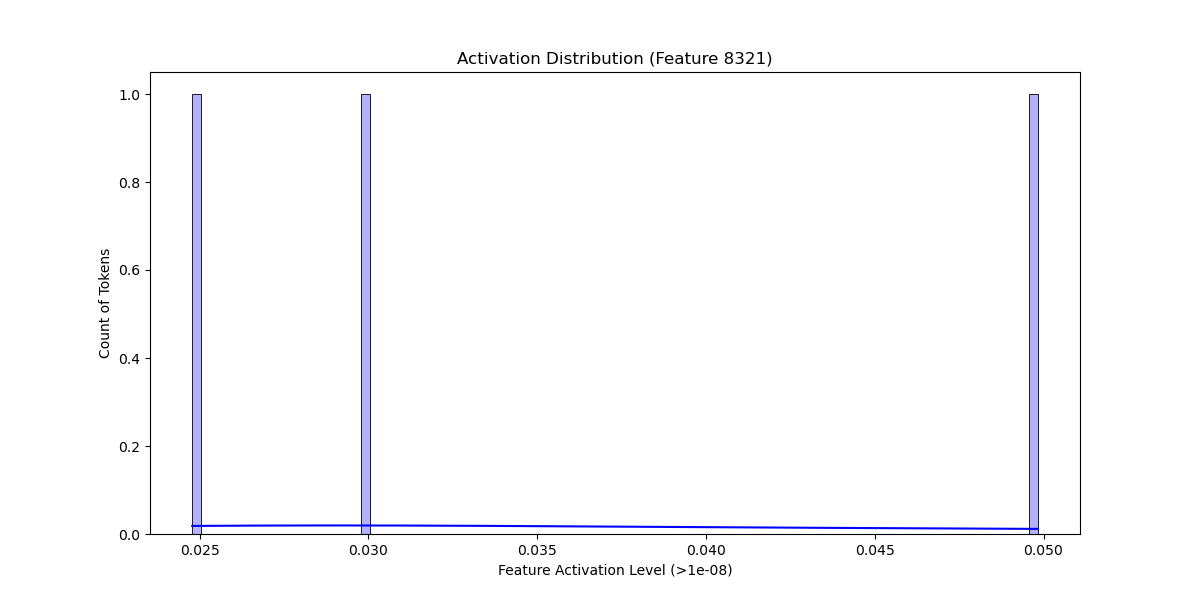 Activation Distribution (Feature 8321)
Count of Tokens
1.0
0.8
0.6
0.4
0.2
0.0
0.025 0.030 0.035 0.040 0.045 0.050
Feature Activation Level (>1e-08)